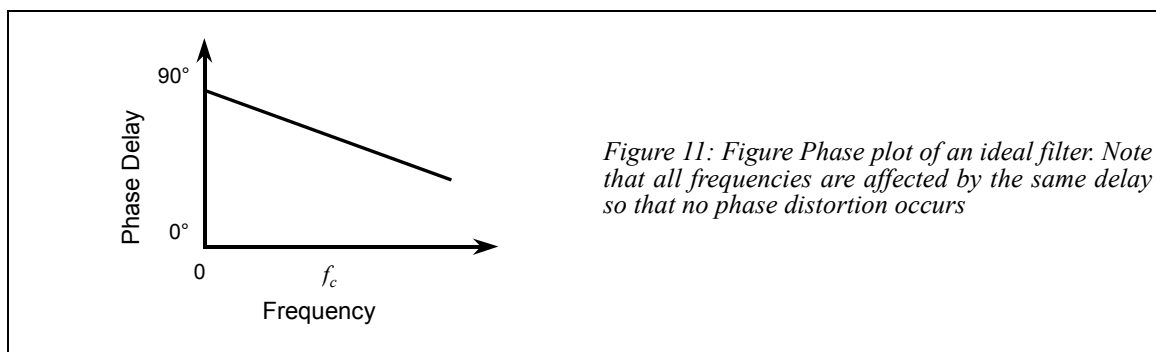 90°
Phase Delay
0°
0
f_c
Frequency
Figure 11: Figure Phase plot of an ideal filter. Note
that all frequencies are affected by the same delay
so that no phase distortion occurs